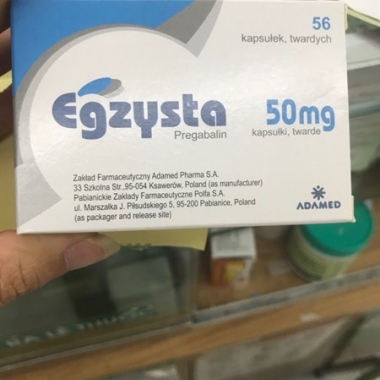 56
kapsułek, twardych
Egzysta
Pregabalin
50mg
kapsułki, twarde
Zakład Farmaceutyczny Adamed Pharma S.A.
33 Szkolna Str.,95-054 Ksawerów, Poland (as manufacturer)
Pabianickie Zakłady Farmaceutyczne Polfa S.A.
ul. Marszałka J. Piłsudskiego 5, 95-200 Pabianice, Poland
(as packager and release site)
ADAMED